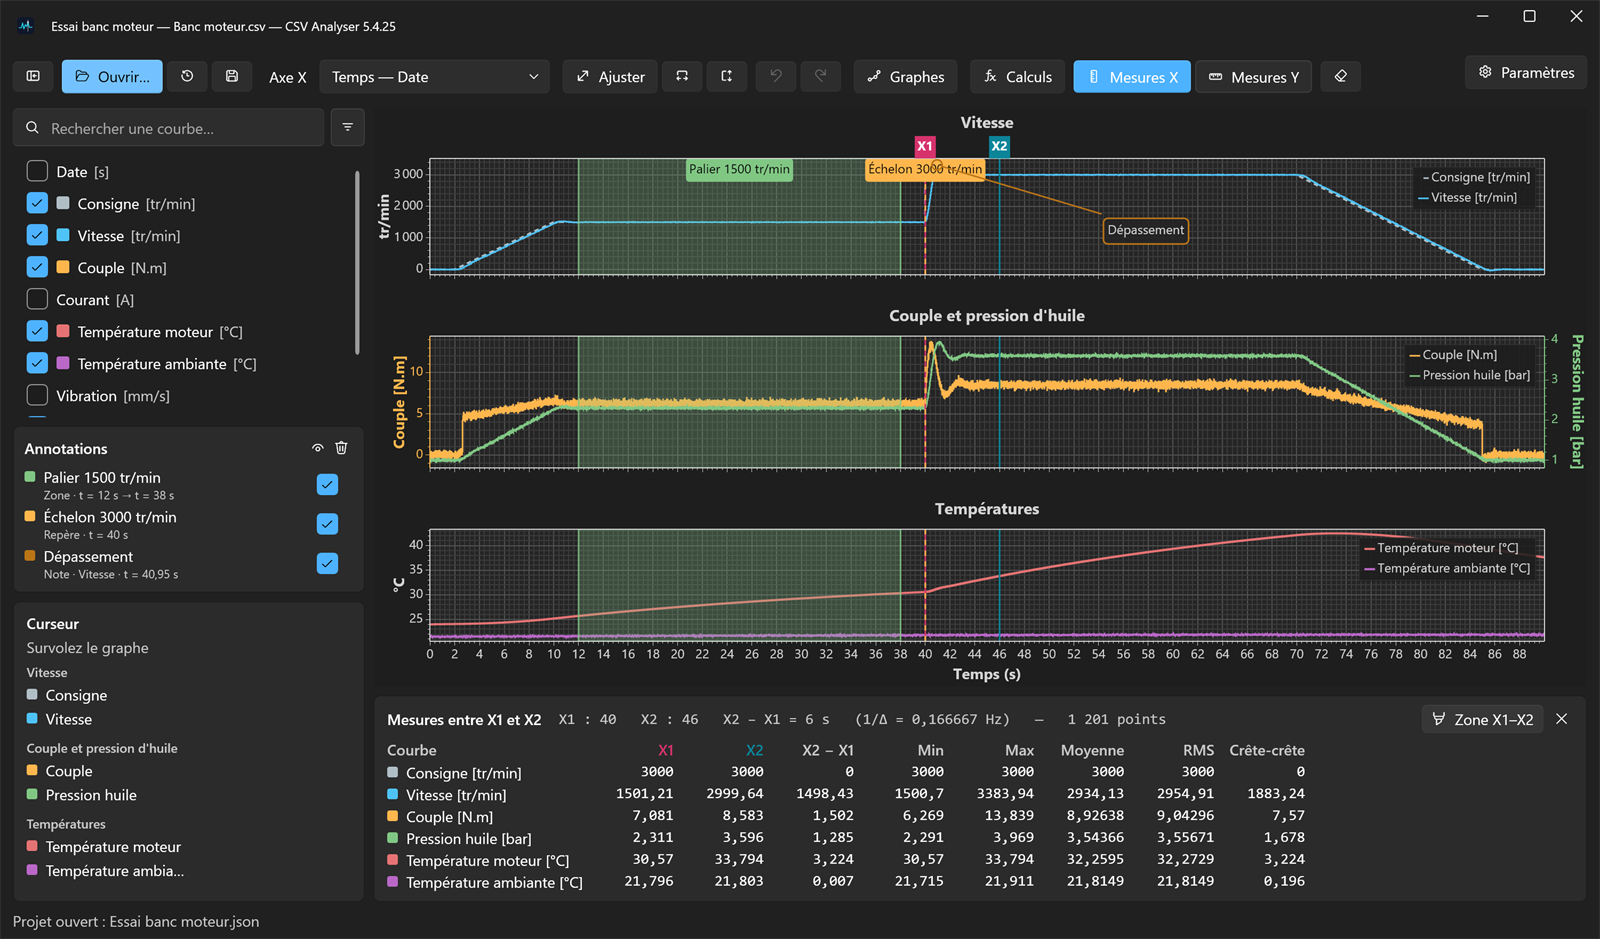 Essai banc moteur — Banc moteur.csv — CSV Analyser 5.4.25
Ouvrir...
Axe X
Temps — Date
Ajuster
Graphes
Calculs
Mesures X
Mesures Y
Paramètres
Rechercher une courbe...
Date [s]
Consigne [tr/min]
Vitesse [tr/min]
Couple [N.m]
Courant [A]
Température moteur [°C]
Température ambiante [°C]
Vibration [mm/s]
Annotations
Palier 1500 tr/min
Zone · t = 12 s → t = 38 s
Échelon 3000 tr/min
Repère · t = 40 s
Dépassement
Note · Vitesse · t = 40,95 s
Curseur
Survolez le graphe
Vitesse
Consigne
Vitesse
Couple et pression d'huile
Couple
Pression huile
Températures
Température moteur
Température ambia...
Vitesse
X1
X2
Palier 1500 tr/min
Échelon 3000 tr/min
Dépassement
Consigne [tr/min]
Vitesse [tr/min]
tr/min
3 000
2 000
1 000
0
Couple et pression d'huile
Couple [N.m]
10
5
0
Couple [N.m]
Pression huile [bar]
4
3
2
1
Pression huile [bar]
Températures
°C
40
35
30
25
Température moteur [°C]
Température ambiante [°C]
0 2 4 6 8 10 12 14 16 18 20 22 24 26 28 30 32 34 36 38 40 42 44 46 48 50 52 54 56 58 60 62 64 66 68 70 72 74 76 78 80 82 84 86 88
Temps (s)
Mesures entre X1 et X2 X1 : 40 X2 : 46 X2 − X1 = 6 s (1/Δ = 0,166667 Hz) — 1 201 points
Zone X1–X2
Courbe X1 X2 X2 − X1 Min Max Moyenne RMS Crête-crête
Consigne [tr/min] 3000 3000 0 3000 3000 3000 3000 0
Vitesse [tr/min] 1501,21 2999,64 1498,43 1500,7 3383,94 2934,13 2954,91 1883,24
Couple [N.m] 7,081 8,583 1,502 6,269 13,839 8,92638 9,04296 7,57
Pression huile [bar] 2,311 3,596 1,285 2,291 3,969 3,54366 3,55671 1,678
Température moteur [°C] 30,57 33,794 3,224 30,57 33,794 32,2595 32,2729 3,224
Température ambiante [°C] 21,796 21,803 0,007 21,715 21,911 21,8149 21,8149 0,196
Projet ouvert : Essai banc moteur.json